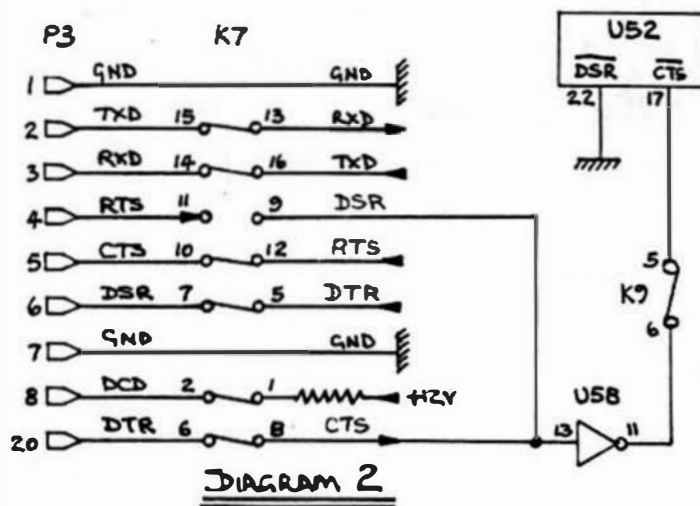 P3 K7 U52
DSR CTS
22 17
1 GND GND
2 TXD 15 13 RXD
3 RXD 14 16 TXD
4 RTS 11 9 DSR
5 CTS 10 12 RTS
5
K9
6
6 DSR 7 5 DTR
7 GND GND
8 DCD 2 1 +12V
U58
20 DTR 6 8 CTS 13 11
DIAGRAM 2